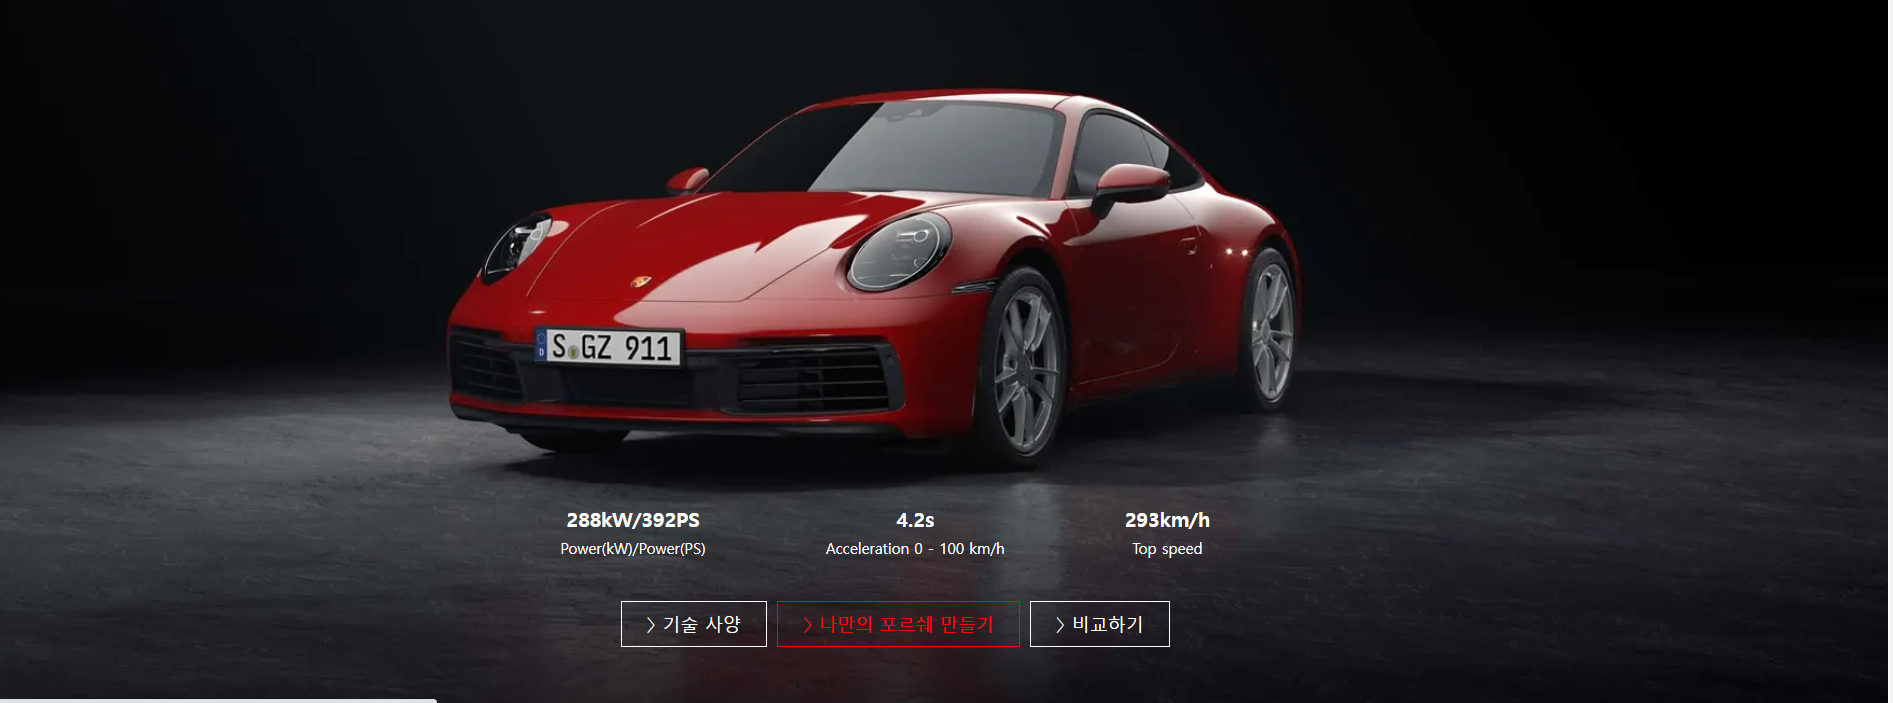 S GZ 911
288kW/392PS
Power(kW)/Power(PS)
4.2s
Acceleration 0 - 100 km/h
293km/h
Top speed
기술 사양
나만의 포르쉐 만들기
비교하기